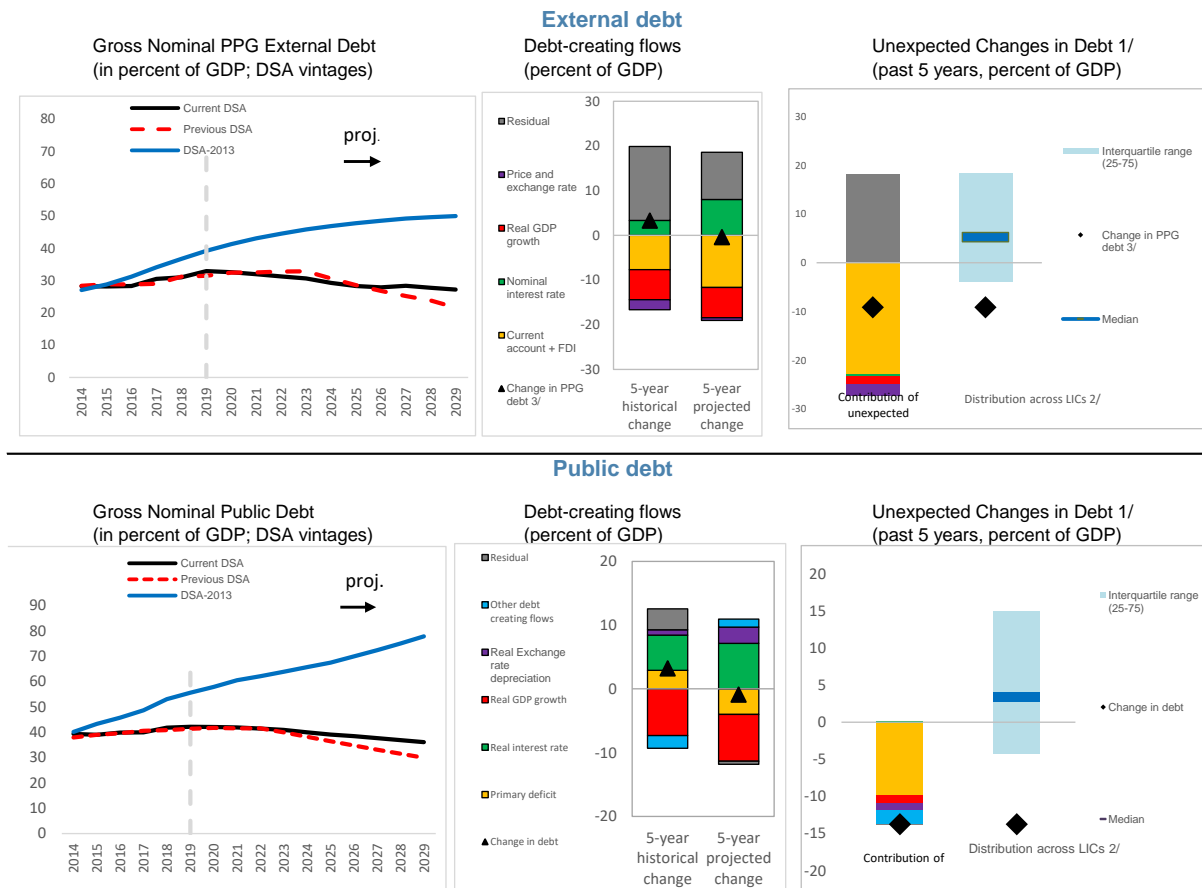 External debt
Gross Nominal PPG External Debt
(in percent of GDP; DSA vintages)
Current DSA
Previous DSA
DSA-2013
proj.
80
70
60
50
40
30
20
10
0
2014
2015
2016
2017
2018
2019
2020
2021
2022
2023
2024
2025
2026
2027
2028
2029
Debt-creating flows
(percent of GDP)
Residual
Price and
exchange rate
Real GDP
growth
Nominal
interest rate
Current
account + FDI
Change in PPG
debt 3/
30
20
10
0
-10
-20
-30
5-year
historical
change
5-year
projected
change
Unexpected Changes in Debt 1/
(past 5 years, percent of GDP)
30
20
10
0
-10
-20
-30
Contribution of
unexpected
Distribution across LICs 2/
Interquartile range
(25-75)
Change in PPG
debt 3/
Median
Public debt
Gross Nominal Public Debt
(in percent of GDP; DSA vintages)
Current DSA
Previous DSA
DSA-2013
proj.
90
80
70
60
50
40
30
20
10
0
2014
2015
2016
2017
2018
2019
2020
2021
2022
2023
2024
2025
2026
2027
2028
2029
Debt-creating flows
(percent of GDP)
Residual
Other debt
creating flows
Real Exchange
rate
depreciation
Real GDP growth
Real interest rate
Primary deficit
Change in debt
20
10
0
-10
-20
5-year
historical
change
5-year
projected
change
Unexpected Changes in Debt 1/
(past 5 years, percent of GDP)
20
15
10
5
0
-5
-10
-15
-20
Contribution of
Distribution across LICs 2/
Interquartile range
(25-75)
Change in debt
Median